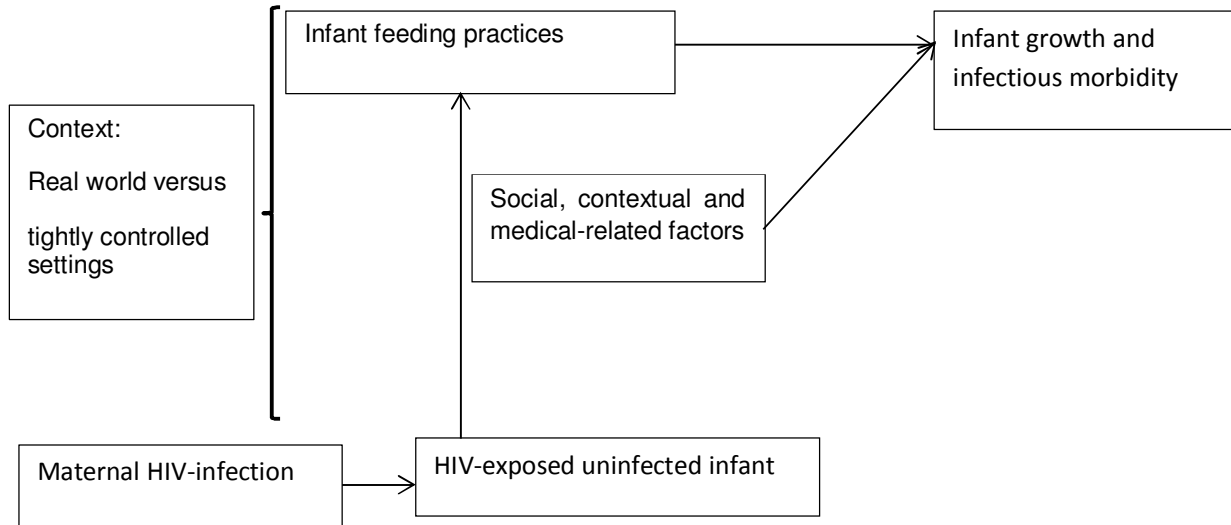 Infant feeding practices
Infant growth and
infectious morbidity
Context:
Real world versus
tightly controlled
settings
Social, contextual and
medical-related factors
Maternal HIV-infection
HIV-exposed uninfected infant